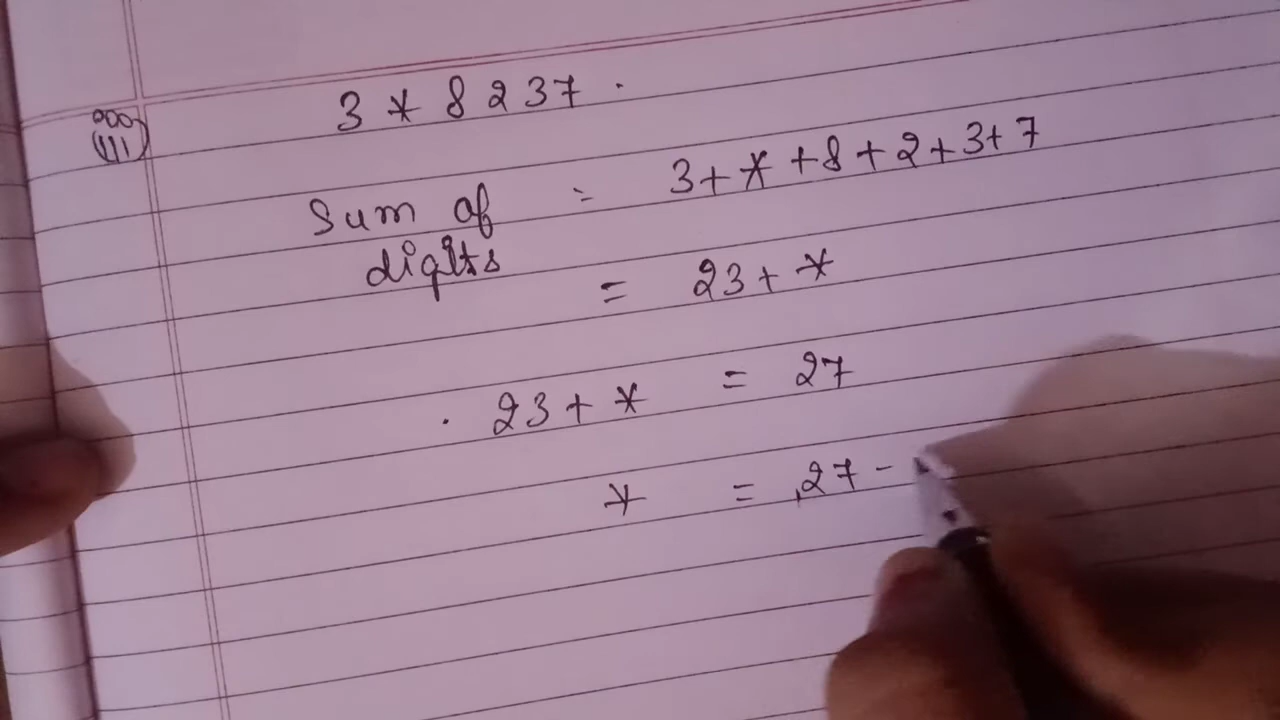 (iii) 3 * 8 2 3 7 .
Sum of digits = 3 + * + 8 + 2 + 3 + 7
= 23 + *
. 23 + * = 27
* = 27 -